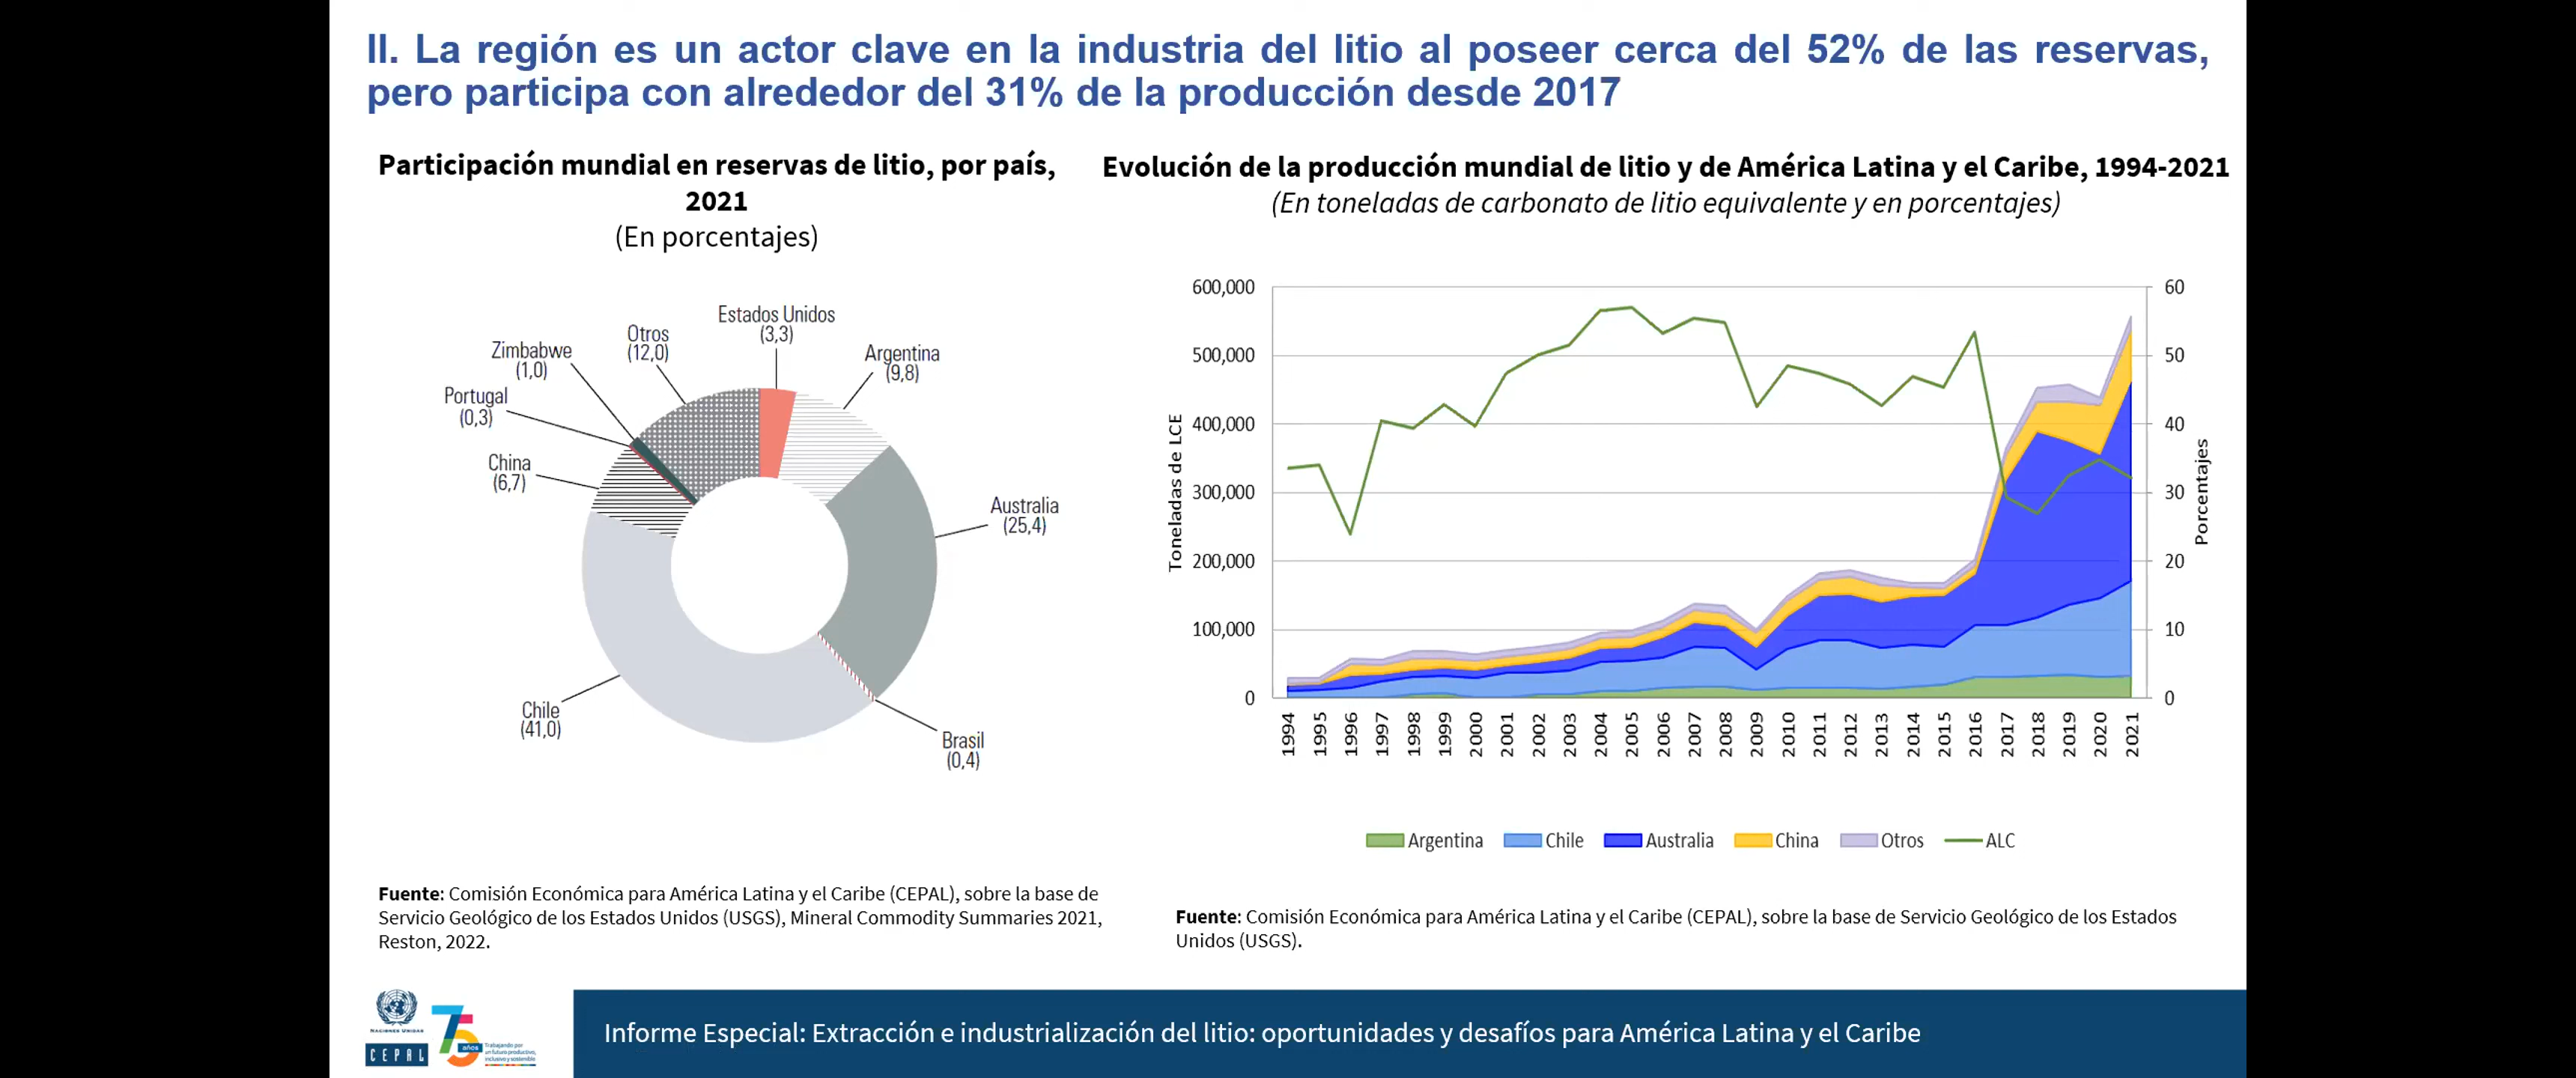 II. La región es un actor clave en la industria del litio al poseer cerca del 52% de las reservas,
pero participa con alrededor del 31% de la producción desde 2017
Participación mundial en reservas de litio, por país,
2021
(En porcentajes)
Estados Unidos
(3,3)
Argentina
(9,8)
Australia
(25,4)
Brasil
(0,4)
Chile
(41,0)
China
(6,7)
Portugal
(0,3)
Zimbabwe
(1,0)
Otros
(12,0)
Fuente: Comisión Económica para América Latina y el Caribe (CEPAL), sobre la base de
Servicio Geológico de los Estados Unidos (USGS), Mineral Commodity Summaries 2021,
Reston, 2022.
Evolución de la producción mundial de litio y de América Latina y el Caribe, 1994-2021
(En toneladas de carbonato de litio equivalente y en porcentajes)
Toneladas de LCE
600,000
500,000
400,000
300,000
200,000
100,000
0
60
50
40
30
20
10
0
Porcentajes
1994
1995
1996
1997
1998
1999
2000
2001
2002
2003
2004
2005
2006
2007
2008
2009
2010
2011
2012
2013
2014
2015
2016
2017
2018
2019
2020
2021
Argentina Chile Australia China Otros ALC
Fuente: Comisión Económica para América Latina y el Caribe (CEPAL), sobre la base de Servicio Geológico de los Estados
Unidos (USGS).
NACIONES UNIDAS
CEPAL
75
años
Trabajando por
un futuro productivo,
inclusivo y sostenible
Informe Especial: Extracción e industrialización del litio: oportunidades y desafíos para América Latina y el Caribe